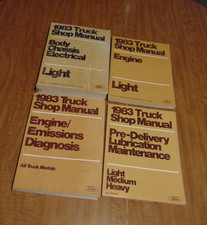 1983 Truck
Shop Manual
Body
Chassis
Electrical
Light
1983 Truck
Shop Manual
Engine
Light
1983 Truck
Shop Manual
Engine/
Emissions
Diagnosis
All Truck Models
1983 Truck
Shop Manual
Pre-Delivery
Lubrication
Maintenance
Light
Medium
Heavy